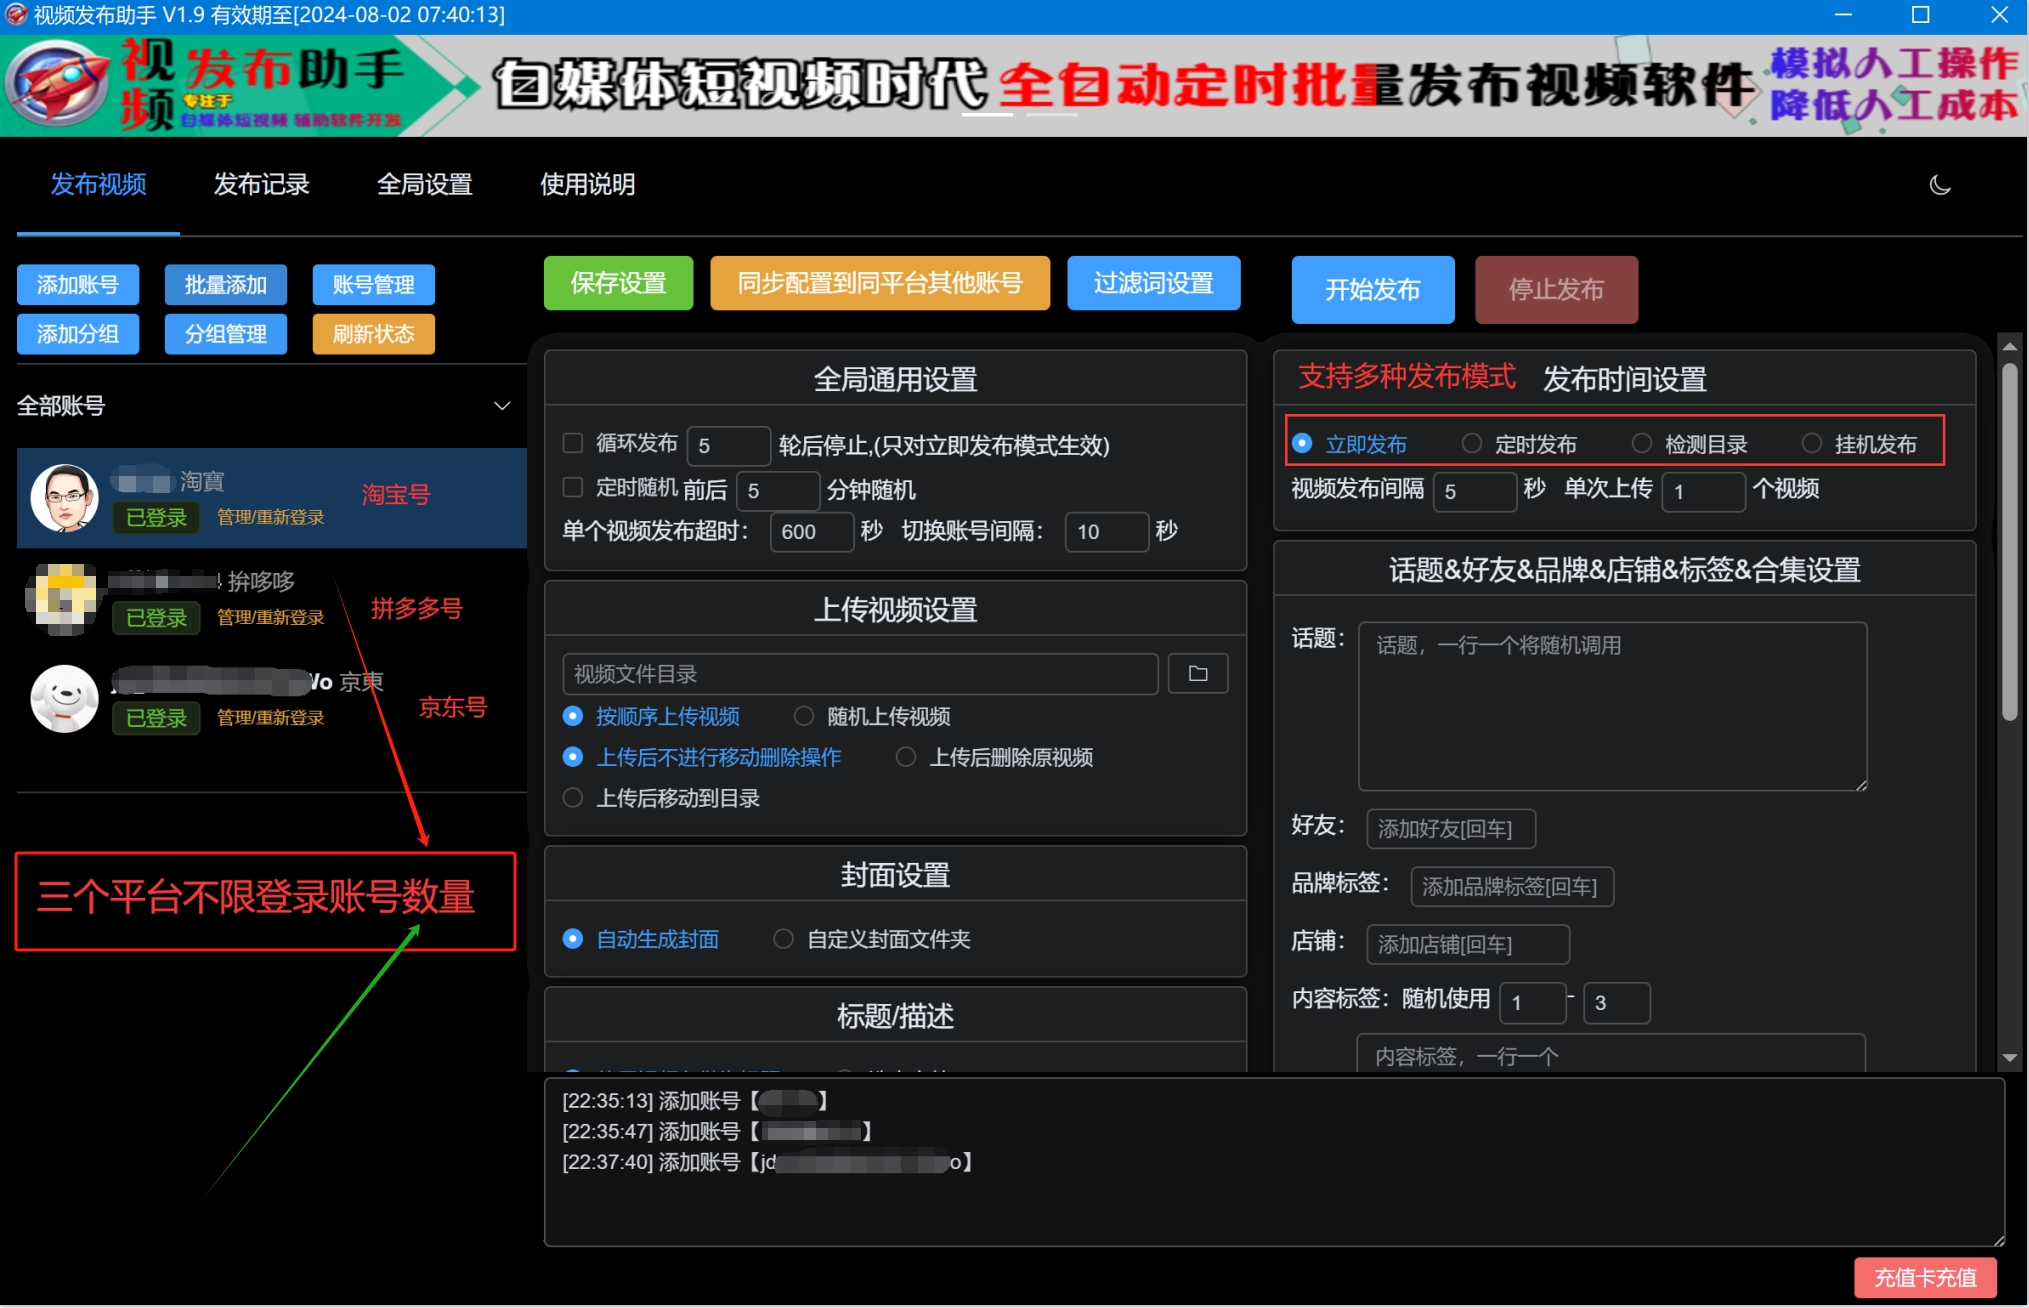 视频发布助手 V1.9 有效期至[2024-08-02 07:40:13]
视频 发布助手
专注于
自媒体短视频 辅助软件开发
自媒体短视频时代 全自动定时批量发布视频软件
模拟人工操作
降低人工成本
发布视频 发布记录 全局设置 使用说明
添加账号 批量添加 账号管理
添加分组 分组管理 刷新状态
全部账号
淘寶
已登录 管理/重新登录
淘宝号
拚哆哆
已登录 管理/重新登录
拼多多号
京東
已登录 管理/重新登录
京东号
三个平台不限登录账号数量
保存设置 同步配置到同平台其他账号 过滤词设置
开始发布 停止发布
全局通用设置
循环发布 5 轮后停止,(只对立即发布模式生效)
定时随机 前后 5 分钟随机
单个视频发布超时： 600 秒 切换账号间隔： 10 秒
上传视频设置
视频文件目录
按顺序上传视频 随机上传视频
上传后不进行移动删除操作 上传后删除原视频
上传后移动到目录
封面设置
自动生成封面 自定义封面文件夹
标题/描述
支持多种发布模式 发布时间设置
立即发布 定时发布 检测目录 挂机发布
视频发布间隔 5 秒 单次上传 1 个视频
话题&好友&品牌&店铺&标签&合集设置
话题： 话题，一行一个将随机调用
好友： 添加好友[回车]
品牌标签： 添加品牌标签[回车]
店铺： 添加店铺[回车]
内容标签：随机使用 1 - 3
内容标签，一行一个
[22:35:13] 添加账号【 】
[22:35:47] 添加账号【 】
[22:37:40] 添加账号【jd o】
充值卡充值